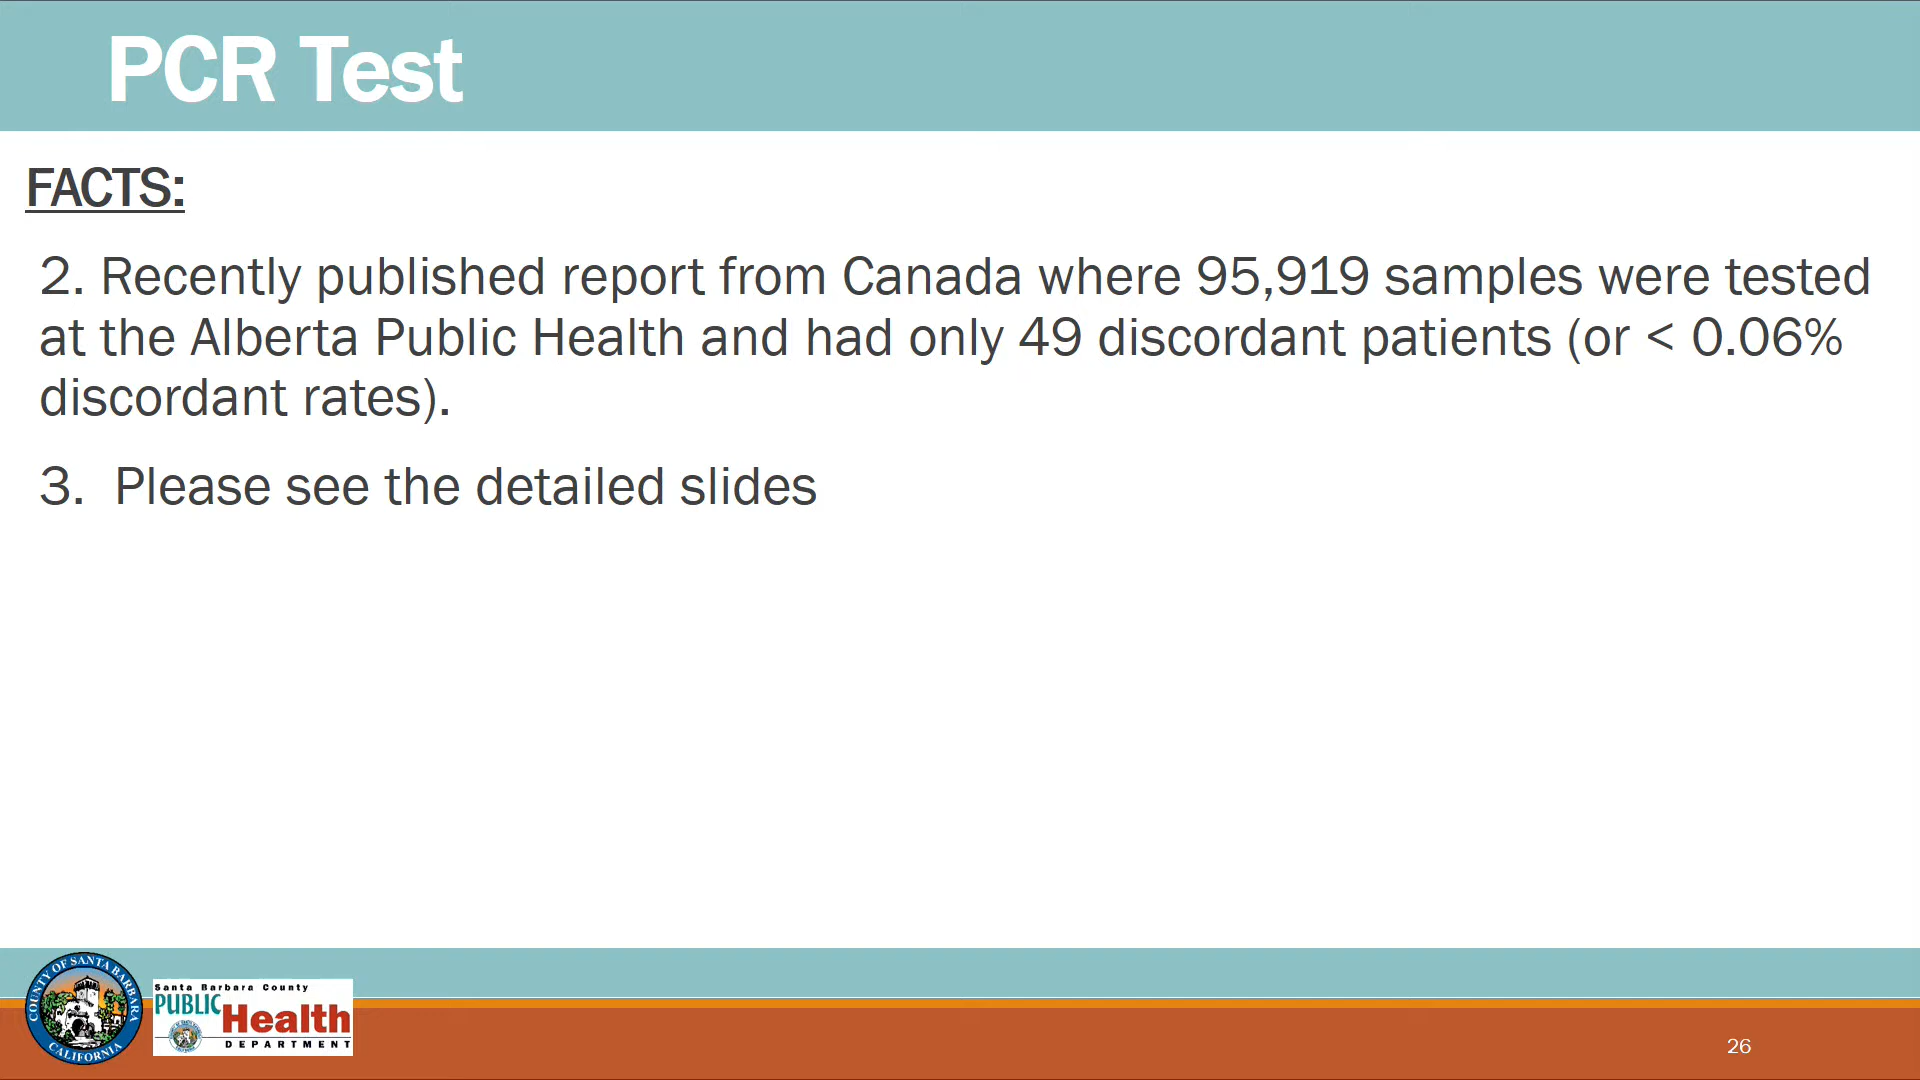 PCR Test
FACTS:
2. Recently published report from Canada where 95,919 samples were tested
at the Alberta Public Health and had only 49 discordant patients (or < 0.06%
discordant rates).
3. Please see the detailed slides
COUNTY OF SANTA BARBARA
CALIFORNIA
Santa Barbara County
PUBLIC
Health
DEPARTMENT
26